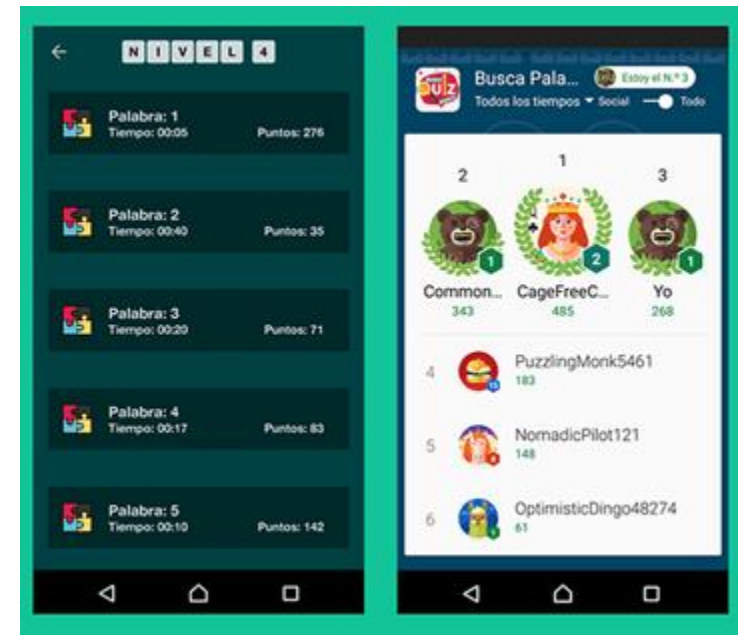 NIVEL 4
Palabra: 1
Tiempo: 00:05 Puntos: 276
Palabra: 2
Tiempo: 00:40 Puntos: 35
Palabra: 3
Tiempo: 00:20 Puntos: 71
Palabra: 4
Tiempo: 00:17 Puntos: 83
Palabra: 5
Tiempo: 00:10 Puntos: 142
Busca Pala... Estoy el N.º 3
Todos los tiempos Social Todo
2 1 3
1 2 1
Common... CageFreeC... Yo
343 485 268
4 PuzzlingMonk5461
183
5 NomadicPilot121
148
6 OptimisticDingo48274
61